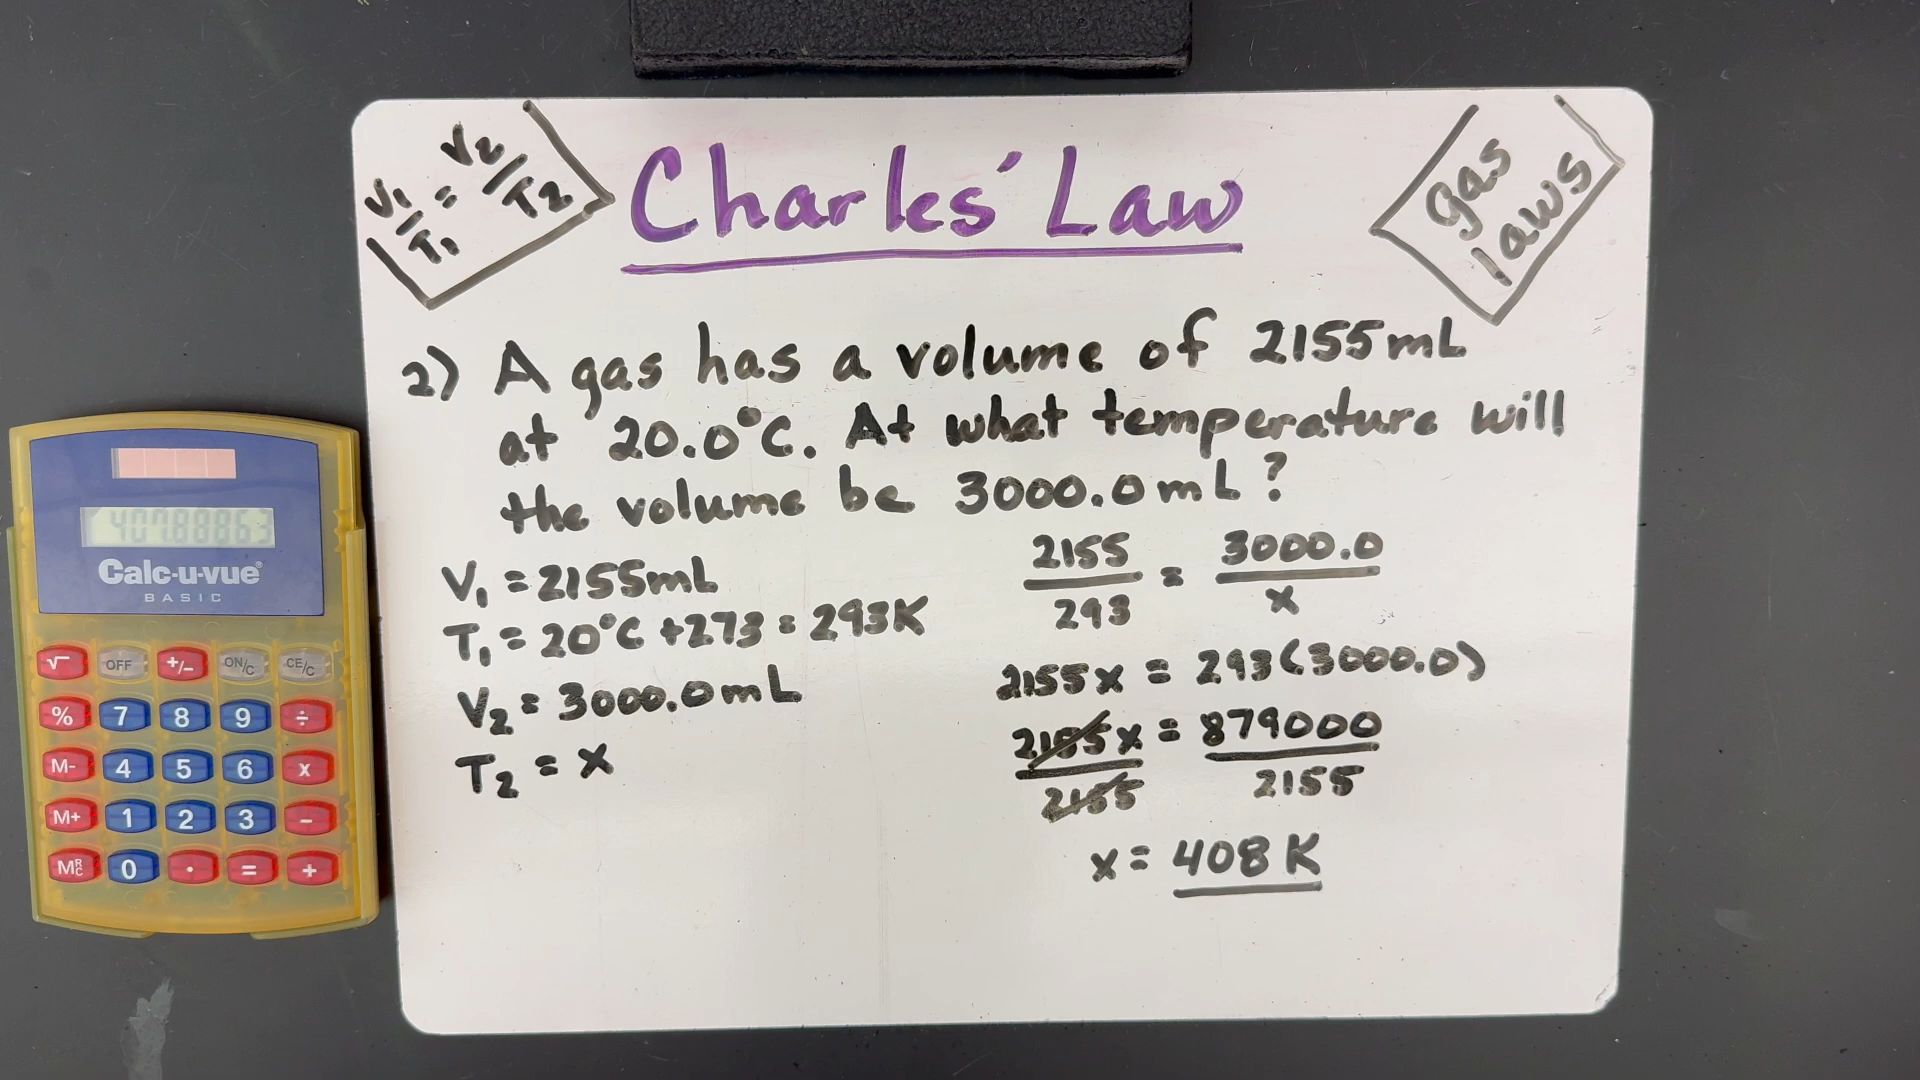 V₁/T₁ = V₂/T₂
Charles' Law
gas
laws
2) A gas has a volume of 2155mL
at 20.0°C. At what temperature will
the volume be 3000.0mL?
V₁ = 2155mL
T₁ = 20°C + 273 = 293K
V₂ = 3000.0mL
T₂ = x
2155/293 = 3000.0/x
2155x = 293(3000.0)
2155x/2155 = 879000/2155
x = 408 K
407.88863
Calc-u-vue®
BASIC
√ OFF +/- ON/C CE/C
% 7 8 9 ÷
M- 4 5 6 x
M+ 1 2 3 -
MRC 0 . = +